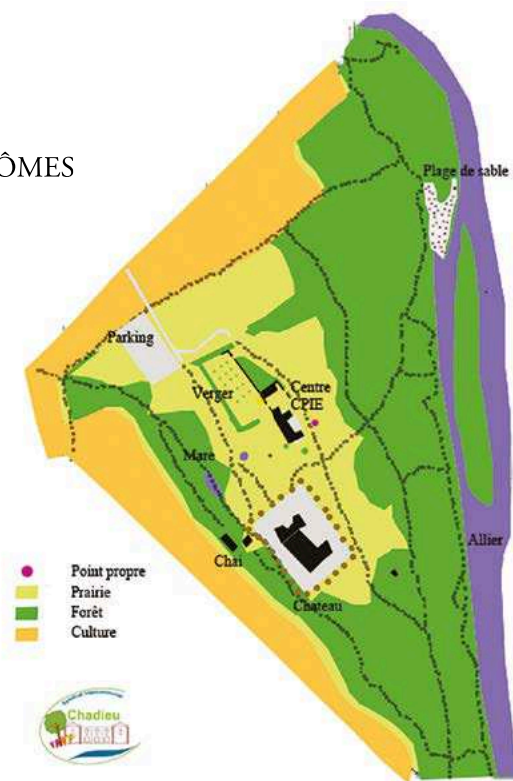 ÔMES
Plage de sable
Parking
Verger
Centre
CPIE
Mare
Allier
Chai
Chateau
Point propre
Prairie
Forêt
Culture
Chadieu